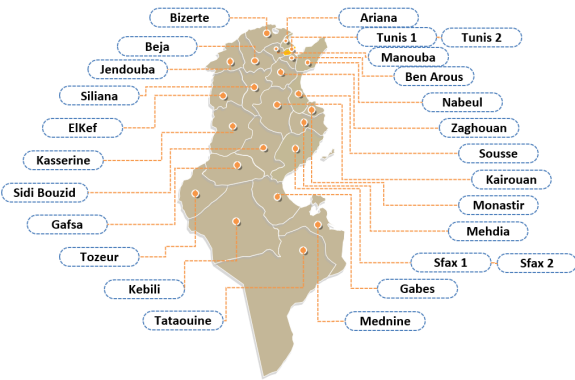 Bizerte
Ariana
Tunis 1
Tunis 2
Beja
Manouba
Jendouba
Ben Arous
Siliana
Nabeul
ElKef
Zaghouan
Kasserine
Sousse
Kairouan
Sidi Bouzid
Monastir
Gafsa
Mehdia
Tozeur
Sfax 1
Sfax 2
Kebili
Gabes
Tataouine
Mednine